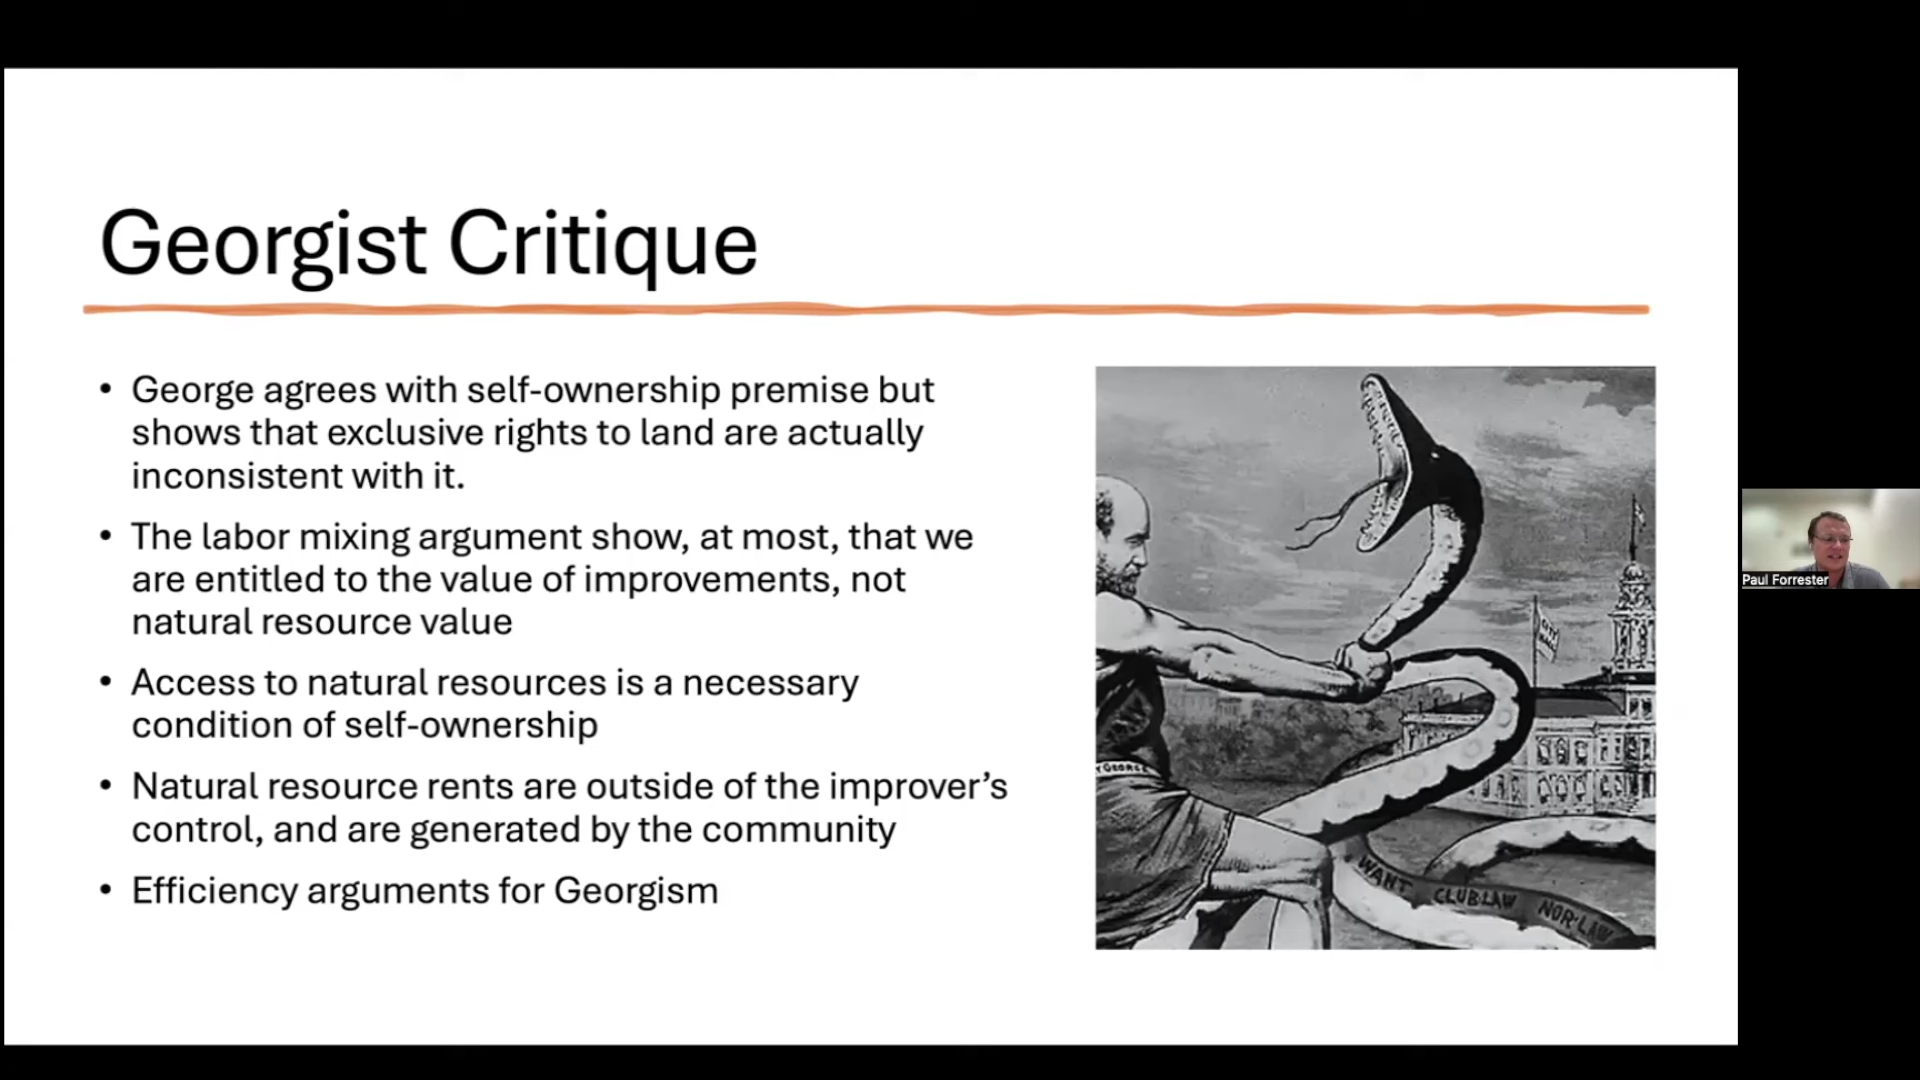 Georgist Critique
• George agrees with self-ownership premise but
shows that exclusive rights to land are actually
inconsistent with it.
• The labor mixing argument show, at most, that we
are entitled to the value of improvements, not
natural resource value
• Access to natural resources is a necessary
condition of self-ownership
• Natural resource rents are outside of the improver’s
control, and are generated by the community
• Efficiency arguments for Georgism
CITY
HALL
Y GEORGE
WANT CLUB-LAW NOR-LAW
Paul Forrester